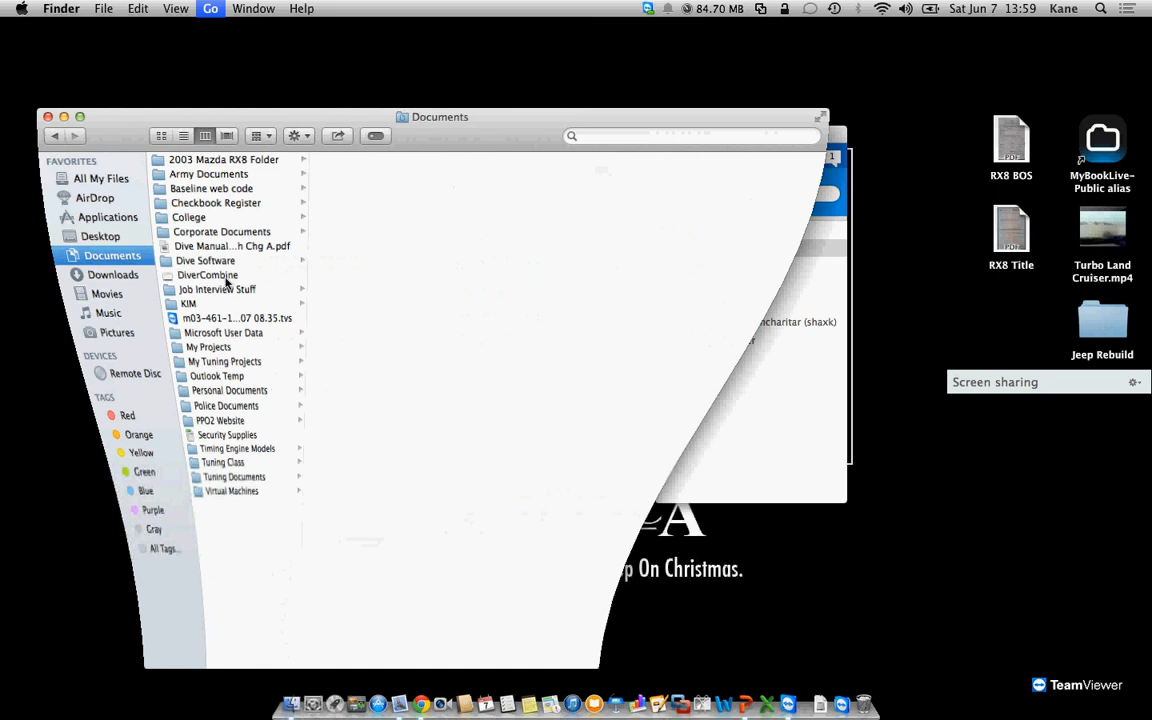 Finder File Edit View Go Window Help
84.70 MB Sat Jun 7 13:59 Kane
Documents
FAVORITES
All My Files
AirDrop
Applications
Desktop
Documents
Downloads
Movies
Music
Pictures
DEVICES
Remote Disc
TAGS
Red
Orange
Yellow
Green
Blue
Purple
Gray
All Tags...
2003 Mazda RX8 Folder
Army Documents
Baseline web code
Checkbook Register
College
Corporate Documents
Dive Manual...h Chg A.pdf
Dive Software
DiverCombine
Job Interview Stuff
KIM
m03-461-1...07 08.35.tvs
Microsoft User Data
My Projects
My Tuning Projects
Outlook Temp
Personal Documents
Police Documents
PPO2 Website
Security Supplies
Timing Engine Models
Tuning Class
Tuning Documents
Virtual Machines
1
ncharitar (shaxk)
A
p On Christmas.
PDF
RX8 BOS
MyBookLive-
Public alias
PDF
RX8 Title
Turbo Land
Cruiser.mp4
Jeep Rebuild
Screen sharing
TeamViewer